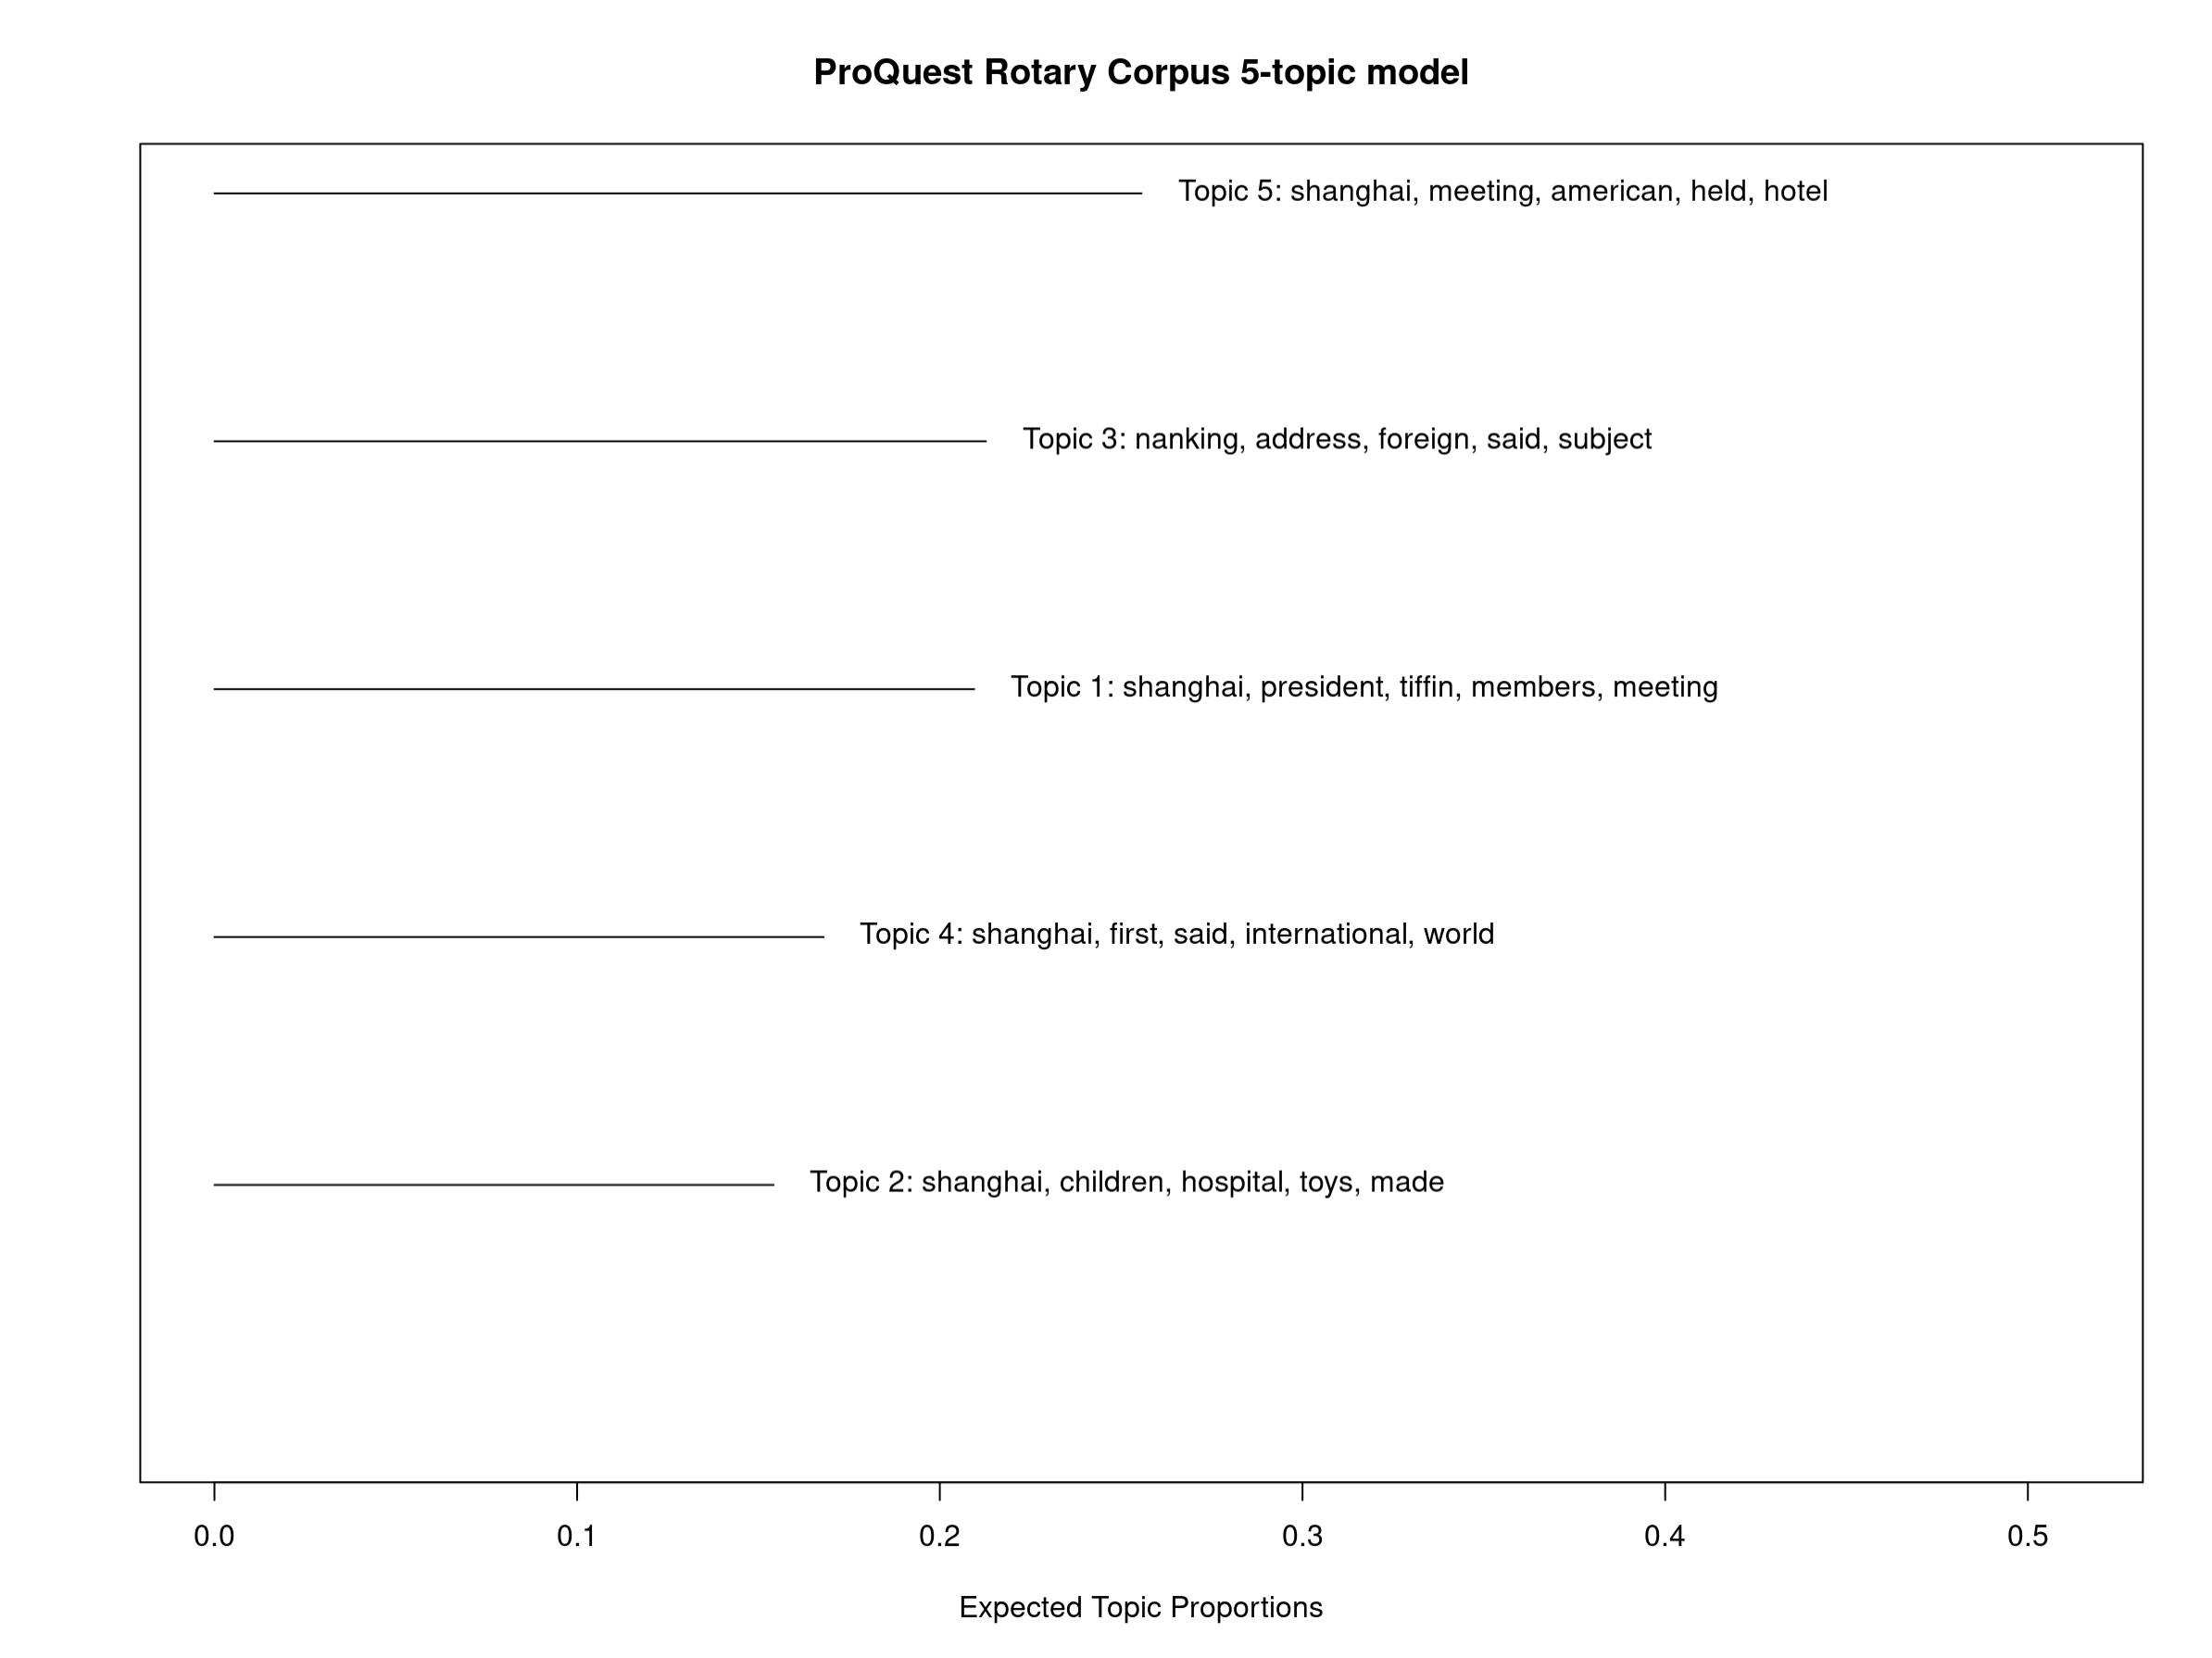 ProQuest Rotary Corpus 5-topic model
Topic 5: shanghai, meeting, american, held, hotel
Topic 3: nanking, address, foreign, said, subject
Topic 1: shanghai, president, tiffin, members, meeting
Topic 4: shanghai, first, said, international, world
Topic 2: shanghai, children, hospital, toys, made
0.0 0.1 0.2 0.3 0.4 0.5
Expected Topic Proportions